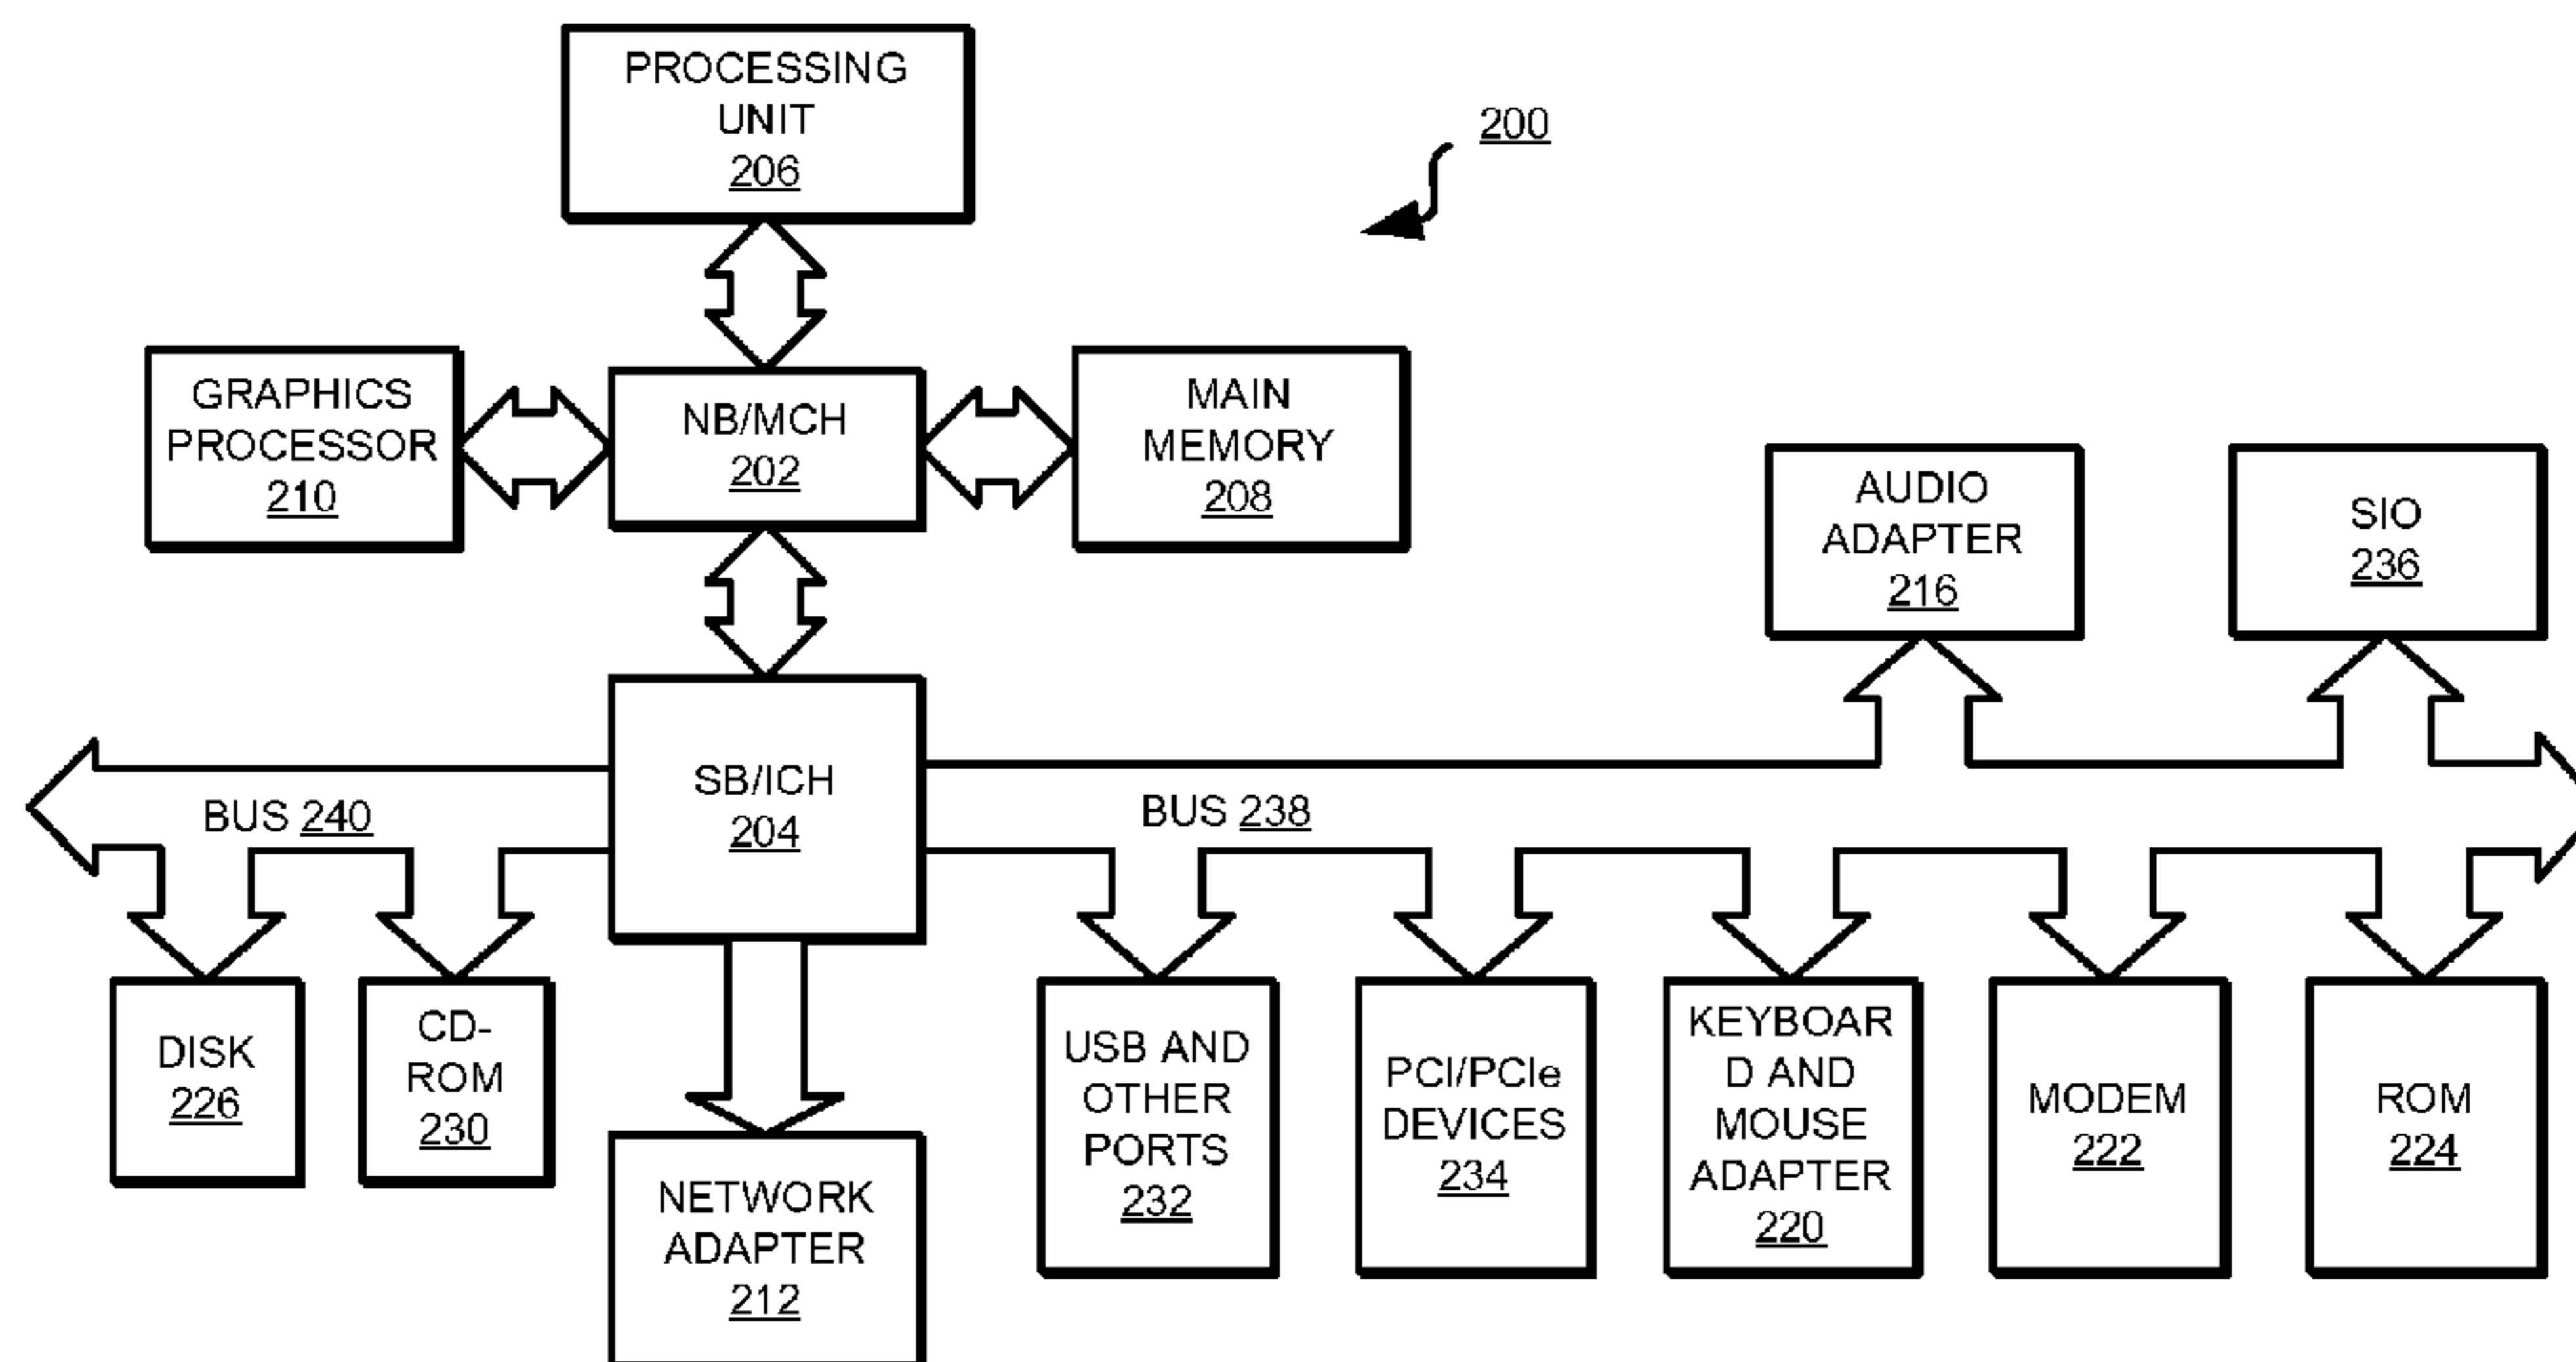 PROCESSING
UNIT
206
200
GRAPHICS
PROCESSOR
210
NB/MCH
202
MAIN
MEMORY
208
AUDIO
ADAPTER
216
SIO
236
SB/ICH
204
BUS 240
BUS 238
DISK
226
CD-
ROM
230
NETWORK
ADAPTER
212
USB AND
OTHER
PORTS
232
PCI/PCIe
DEVICES
234
KEYBOAR
D AND
MOUSE
ADAPTER
220
MODEM
222
ROM
224